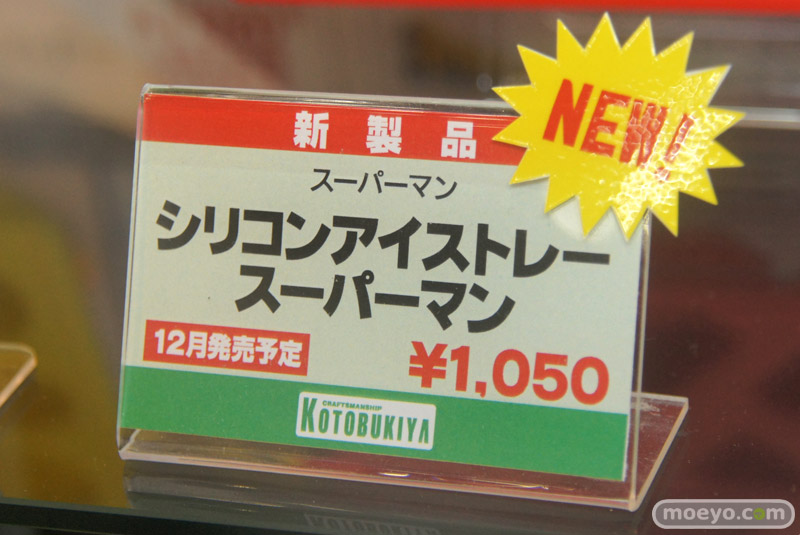 新製品
NEW!
スーパーマン
シリコンアイストレー
スーパーマン
12月発売予定
¥1,050
CRAFTSMANSHIP
KOTOBUKIYA
KOTOBUKIYA
moeyo.com